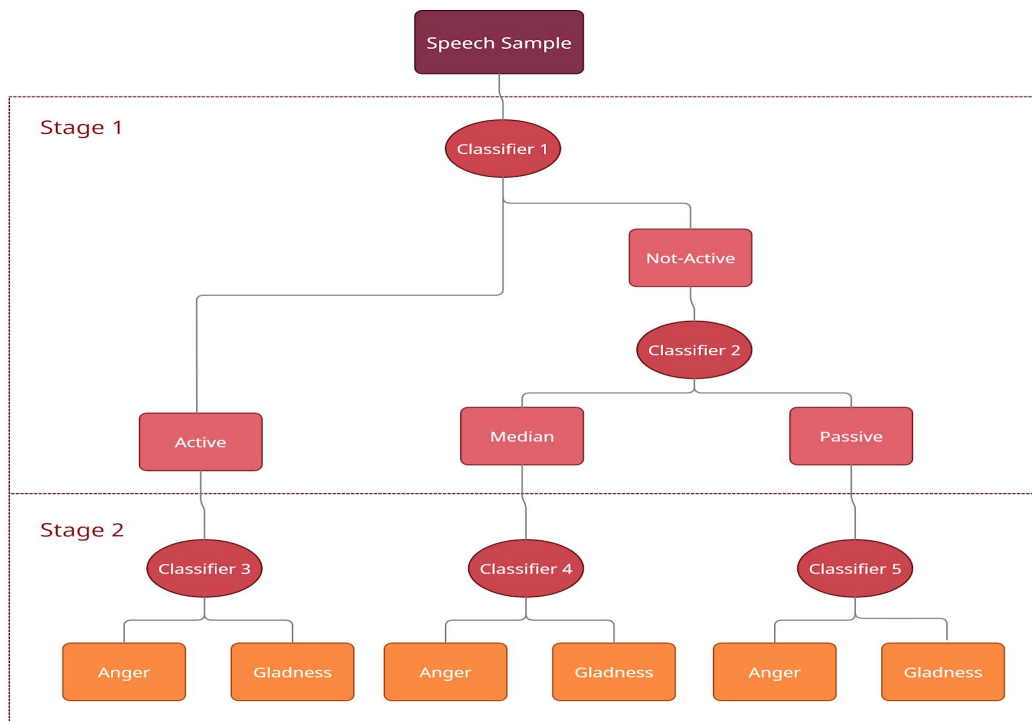 Speech Sample
Stage 1
Classifier 1
Not-Active
Classifier 2
Active
Median
Passive
Stage 2
Classifier 3
Classifier 4
Classifier 5
Anger
Gladness
Anger
Gladness
Anger
Gladness